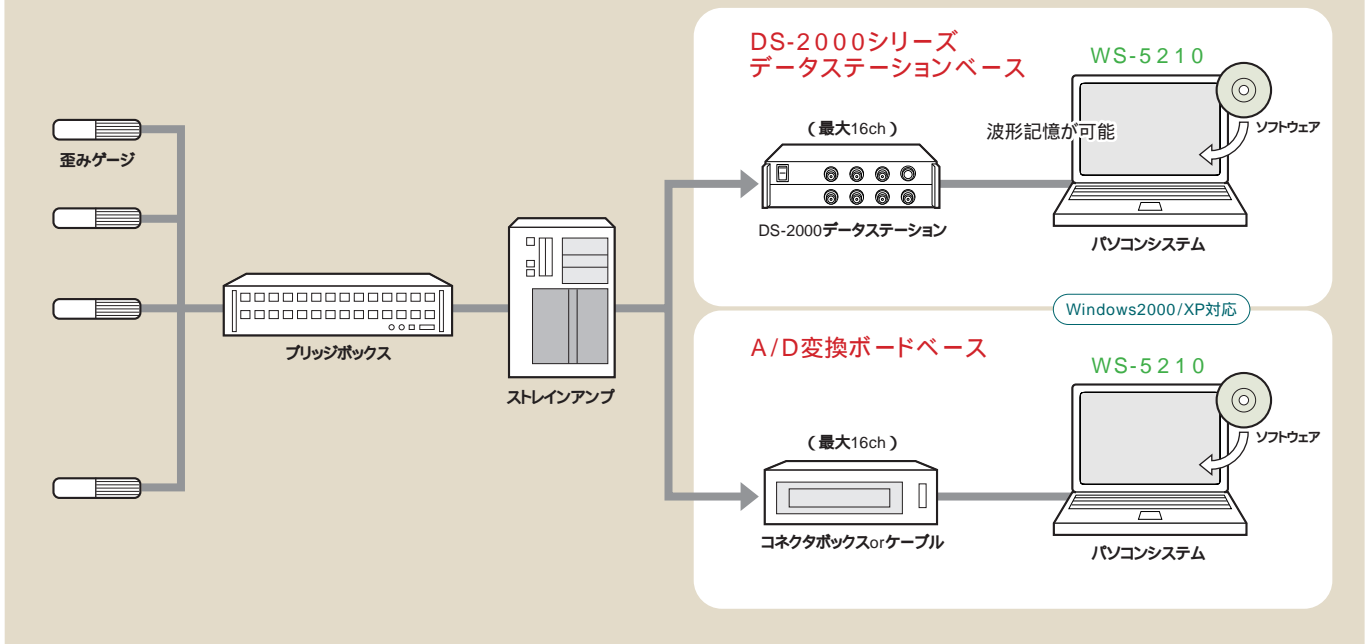 歪みゲージ
ブリッジボックス
ストレインアンプ
DS-2000シリーズ
データステーションベース
(最大16ch)
DS-2000データステーション
波形記憶が可能
WS-5210
ソフトウェア
パソコンシステム
Windows2000/XP対応
A/D変換ボードベース
(最大16ch)
コネクタボックスorケーブル
WS-5210
ソフトウェア
パソコンシステム